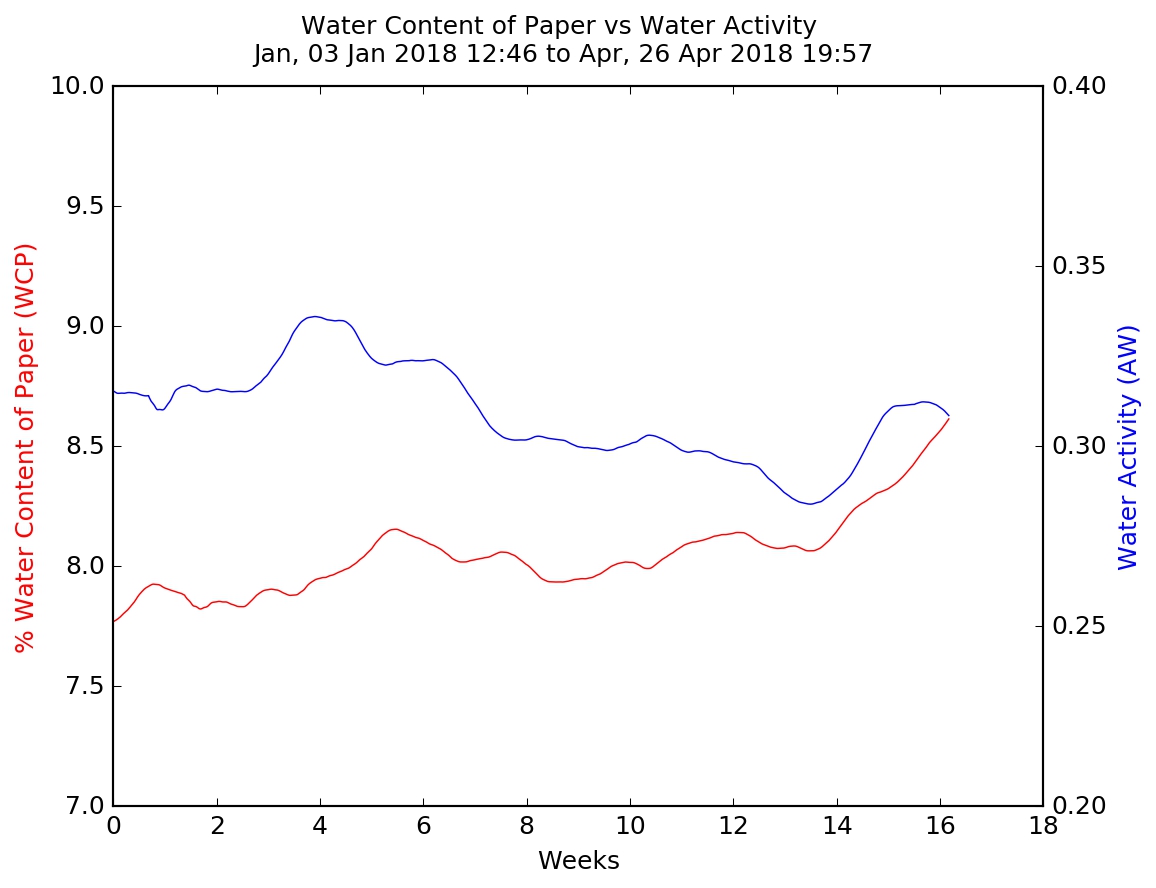 Water Content of Paper vs Water Activity
Jan, 03 Jan 2018 12:46 to Apr, 26 Apr 2018 19:57
% Water Content of Paper (WCP)
10.0
9.5
9.0
8.5
8.0
7.5
7.0
0.40
0.35
0.30
0.25
0.20
Water Activity (AW)
0 2 4 6 8 10 12 14 16 18
Weeks